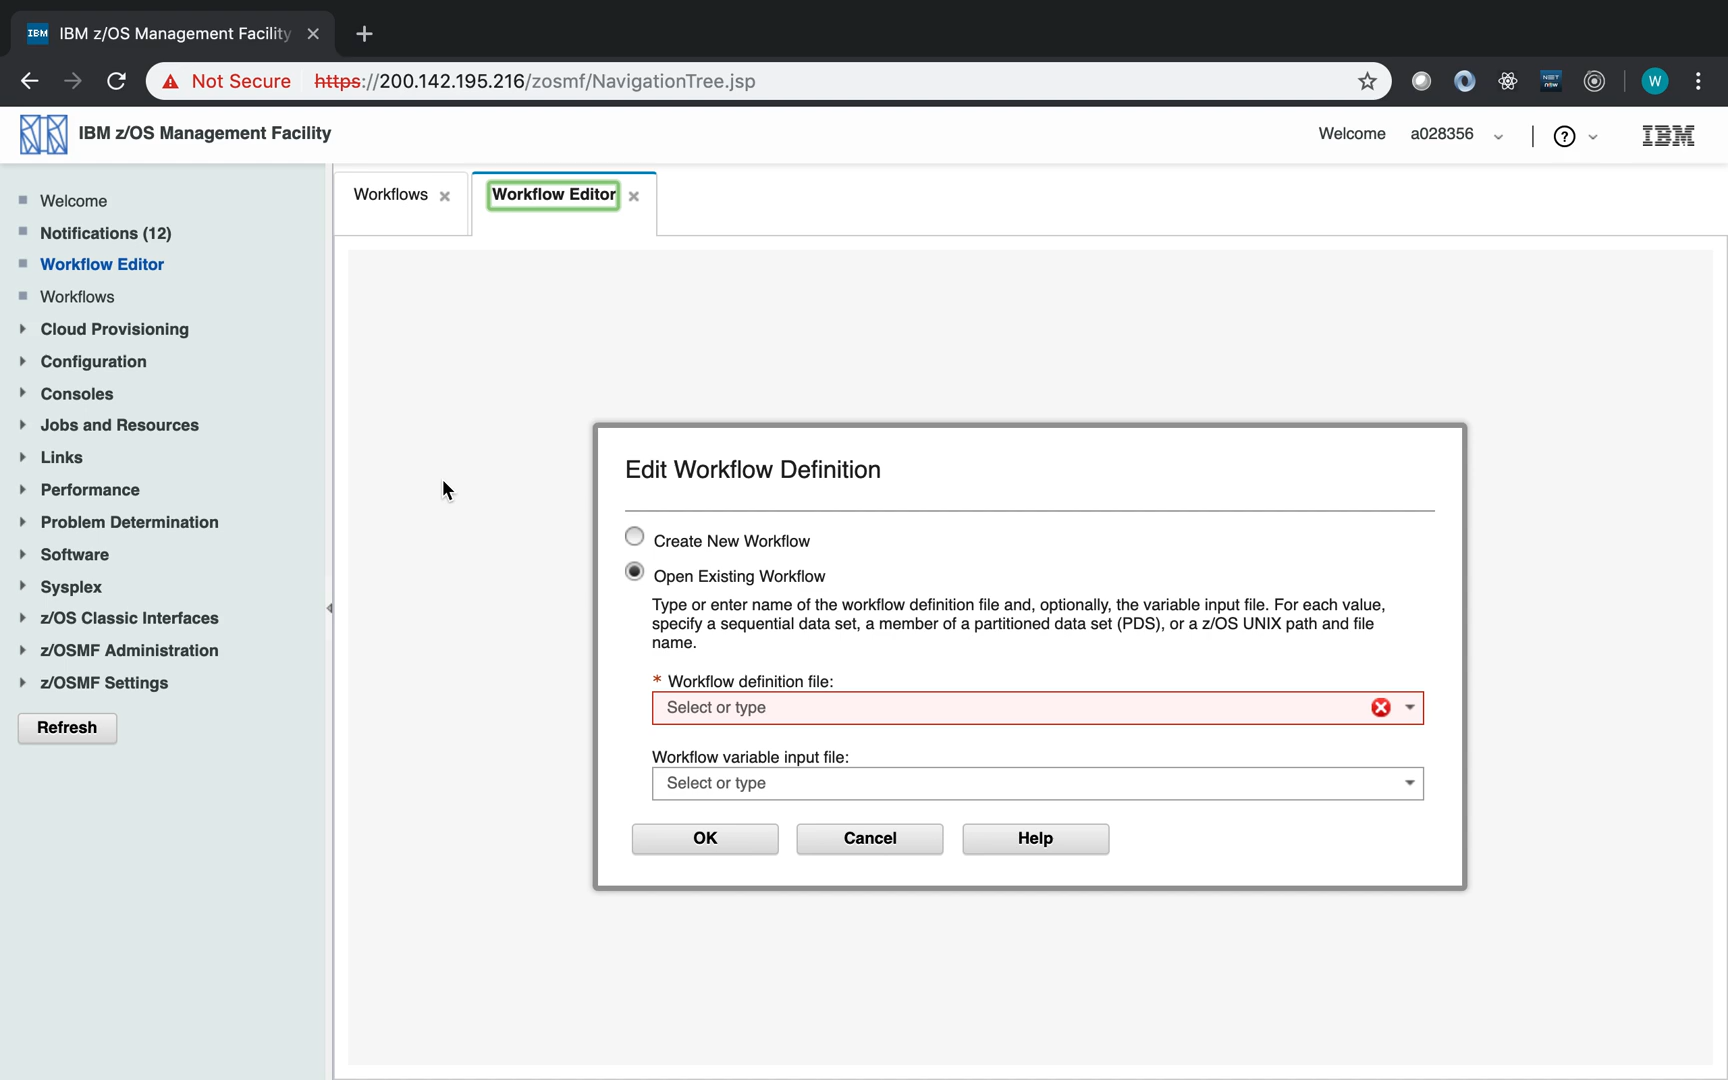 IBM
IBM z/OS Management Facility
Not Secure
https://200.142.195.216/zosmf/NavigationTree.jsp
NET
now
W
IBM z/OS Management Facility
Welcome a028356
?
IBM
Welcome
Notifications (12)
Workflow Editor
Workflows
Cloud Provisioning
Configuration
Consoles
Jobs and Resources
Links
Performance
Problem Determination
Software
Sysplex
z/OS Classic Interfaces
z/OSMF Administration
z/OSMF Settings
Refresh
Workflows
Workflow Editor
Edit Workflow Definition
Create New Workflow
Open Existing Workflow
Type or enter name of the workflow definition file and, optionally, the variable input file. For each value,
specify a sequential data set, a member of a partitioned data set (PDS), or a z/OS UNIX path and file
name.
* Workflow definition file:
Select or type
Workflow variable input file:
Select or type
OK
Cancel
Help